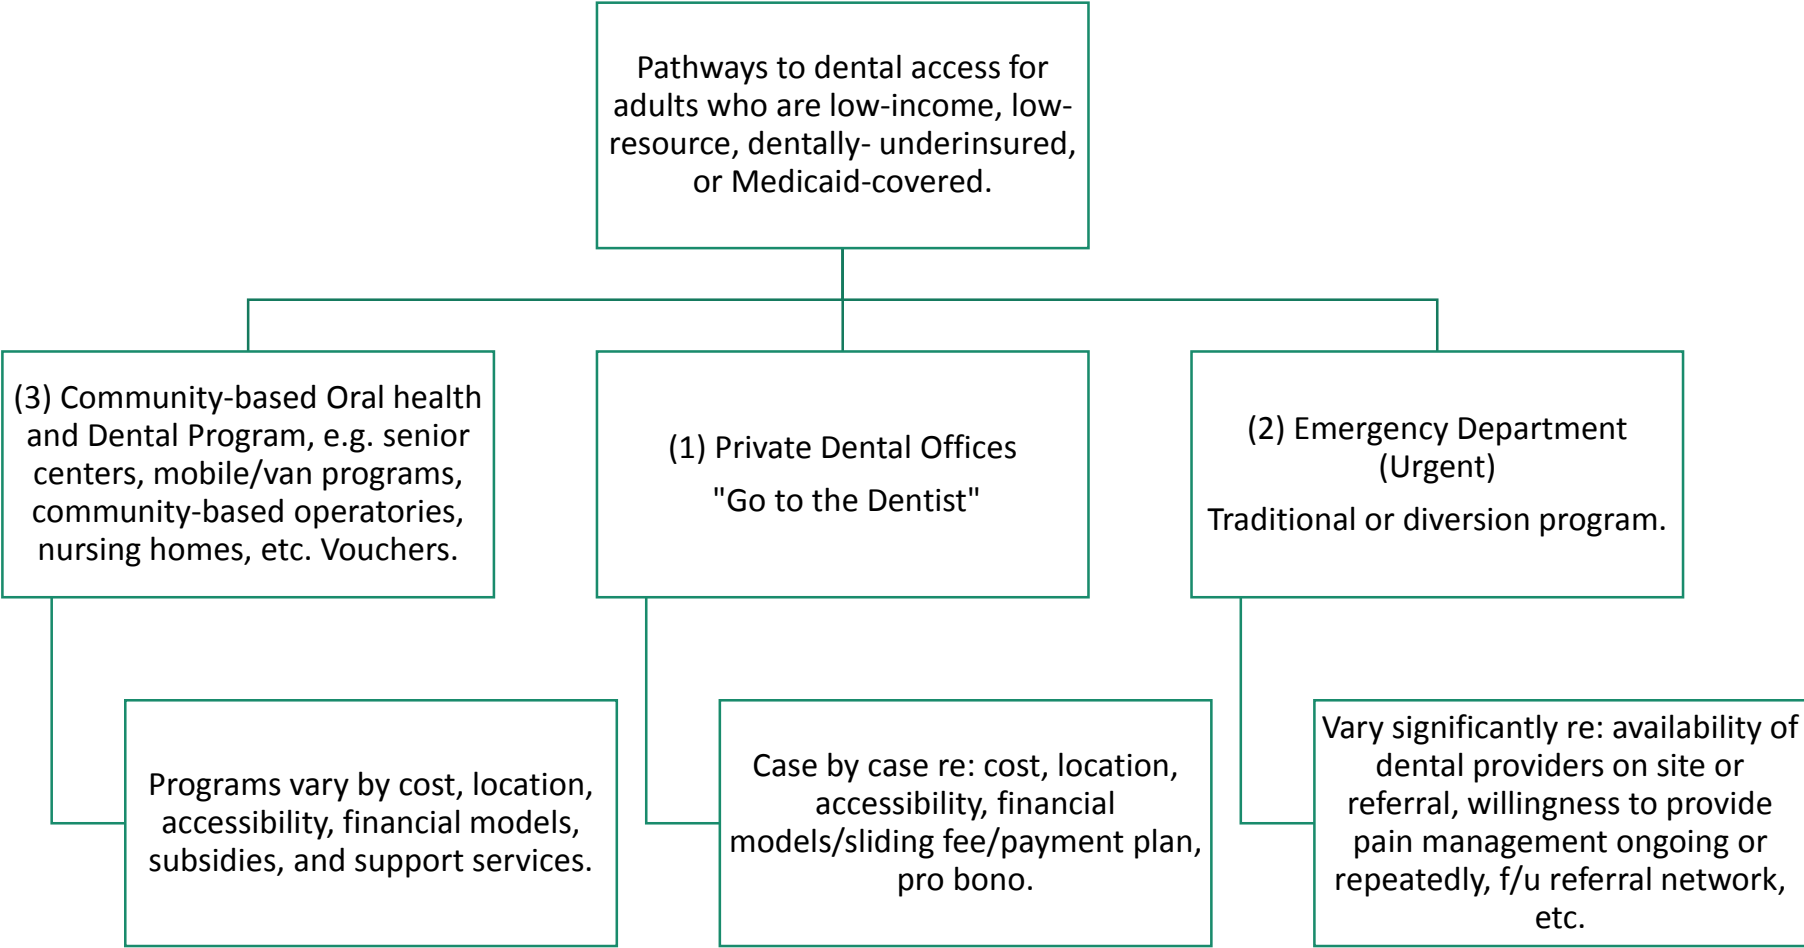 Pathways to dental access for
adults who are low-income, low-
resource, dentally- underinsured,
or Medicaid-covered.
(3) Community-based Oral health
and Dental Program, e.g. senior
centers, mobile/van programs,
community-based operatories,
nursing homes, etc. Vouchers.
(1) Private Dental Offices
"Go to the Dentist"
(2) Emergency Department
(Urgent)
Traditional or diversion program.
Programs vary by cost, location,
accessibility, financial models,
subsidies, and support services.
Case by case re: cost, location,
accessibility, financial
models/sliding fee/payment plan,
pro bono.
Vary significantly re: availability of
dental providers on site or
referral, willingness to provide
pain management ongoing or
repeatedly, f/u referral network,
etc.